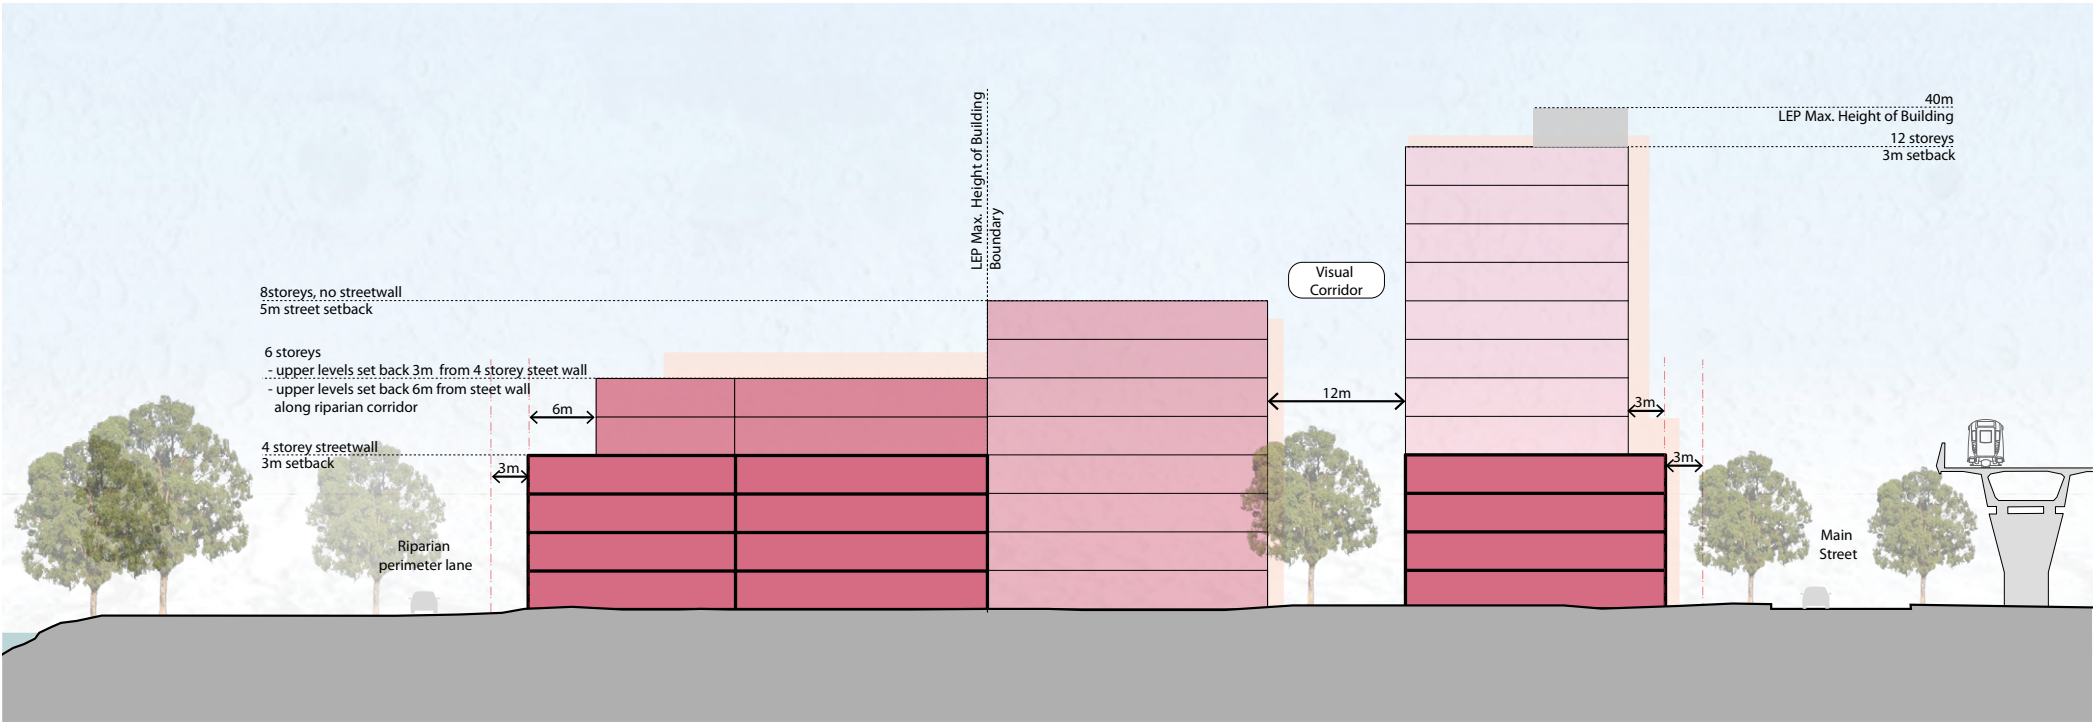 LEP Max. Height of Building
Boundary
40m
LEP Max. Height of Building
12 storeys
3m setback
Visual
Corridor
8storeys, no streetwall
5m street setback
6 storeys
- upper levels set back 3m from 4 storey steet wall
- upper levels set back 6m from steet wall
along riparian corridor
6m
12m
3m
4 storey streetwall
3m setback
3m
3m
Riparian
perimeter lane
Main
Street